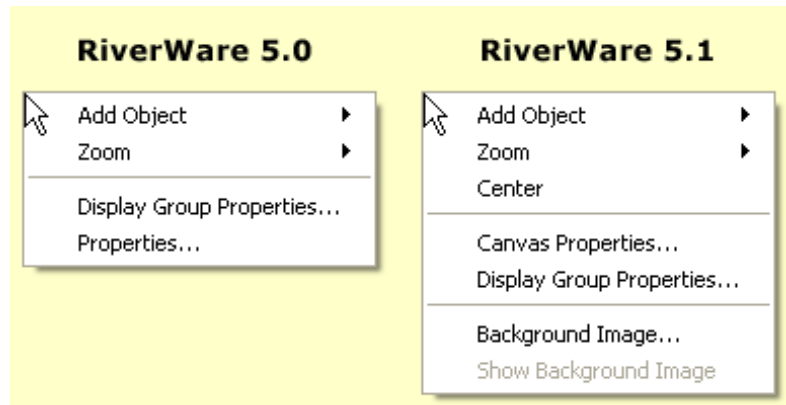 RiverWare 5.0
Add Object
Zoom
Display Group Properties...
Properties...
RiverWare 5.1
Add Object
Zoom
Center
Canvas Properties...
Display Group Properties...
Background Image...
Show Background Image